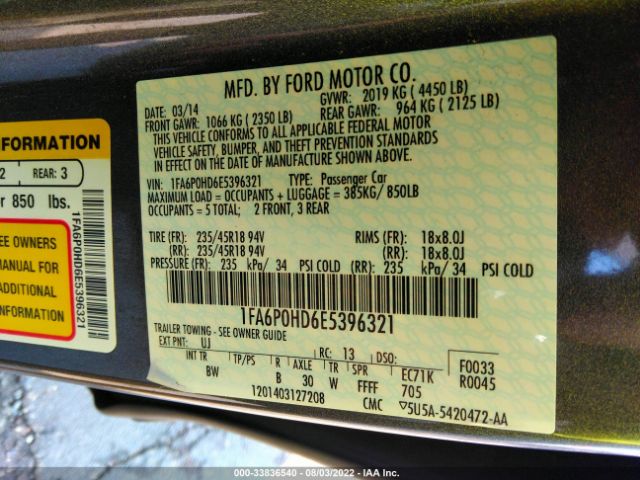 MFD. BY FORD MOTOR CO.
DATE: 03/14
GVWR: 2019 KG ( 4450 LB)
FRONT GAWR: 1066 KG ( 2350 LB)
REAR GAWR: 964 KG ( 2125 LB)
THIS VEHICLE CONFORMS TO ALL APPLICABLE FEDERAL MOTOR
VEHICLE SAFETY, BUMPER, AND THEFT PREVENTION STANDARDS
IN EFFECT ON THE DATE OF MANUFACTURE SHOWN ABOVE
VIN: 1FA6P0HD6E5396321 TYPE: Passenger Car
MAXIMUM LOAD = OCCUPANTS + LUGGAGE = 385KG/ 850LB
OCCUPANTS = 5 TOTAL; 2 FRONT, 3 REAR
TIRE (FR): 235/45R18 94V RIMS (FR): 18x8.0J
(RR): 235/45R18 94V (RR): 18x8.0J
PRESSURE (FR): 235 kPa/ 34 PSI COLD (RR): 235 kPa/ 34 PSI COLD
1FA6P0HD6E5396321
TRAILER TOWING - SEE OWNER GUIDE
EXT PNT: UJ RC: 13 DSO: F0033
INT TR TP/PS R AXLE TR SPR EC71K R0045
BW B 30 W FFFF 705
1201403127208 CMC ▽5U5A-5420472-AA
FORMATION
2 REAR: 3
r 850 lbs.
EE OWNERS
MANUAL FOR
ADDITIONAL
FORMATION
1FA6P0HD6E5396321
000-33836540 - 08/03/2022 - IAA Inc.